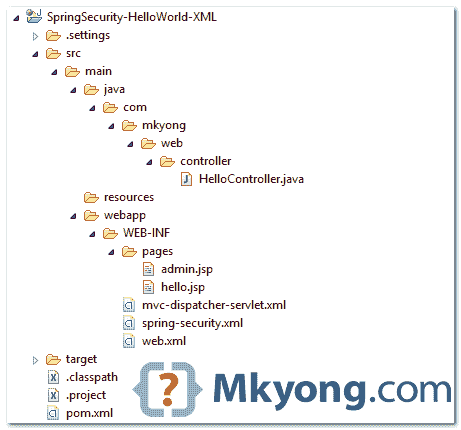 SpringSecurity-HelloWorld-XML
.settings
src
main
java
com
mkyong
web
controller
HelloController.java
resources
webapp
WEB-INF
pages
admin.jsp
hello.jsp
mvc-dispatcher-servlet.xml
spring-security.xml
web.xml
target
.classpath
.project
pom.xml
{?} Mkyong.com